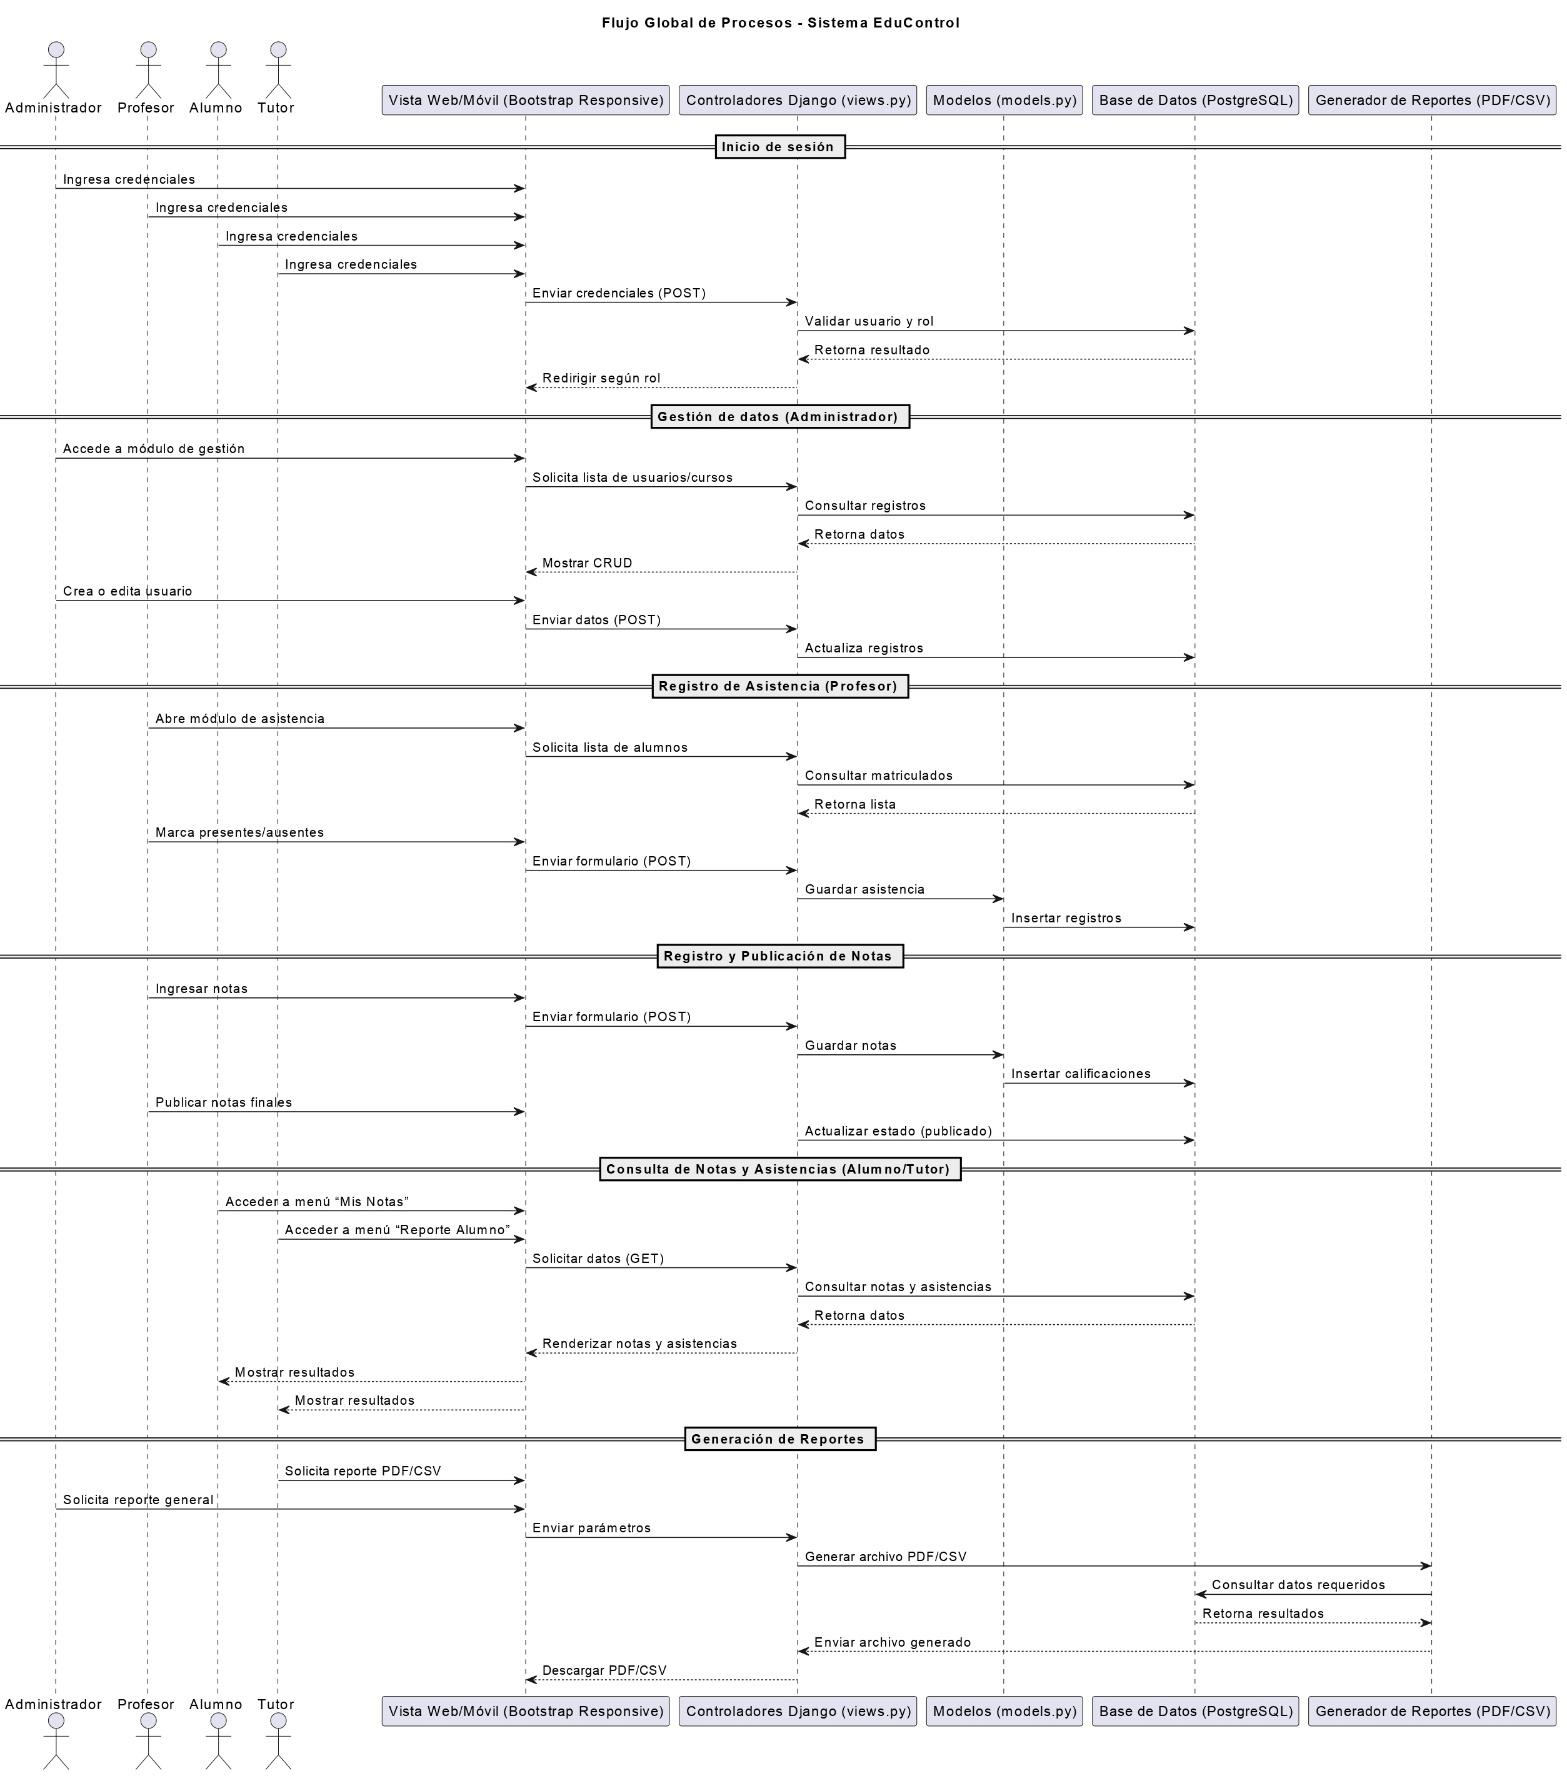 Flujo Global de Procesos - Sistema EduControl
Administrador
Profesor
Alumno
Tutor
Vista Web/Móvil (Bootstrap Responsive)
Controladores Django (views.py)
Modelos (models.py)
Base de Datos (PostgreSQL)
Generador de Reportes (PDF/CSV)
Inicio de sesión
Ingresa credenciales
Ingresa credenciales
Ingresa credenciales
Ingresa credenciales
Enviar credenciales (POST)
Validar usuario y rol
Retorna resultado
Redirigir según rol
Gestión de datos (Administrador)
Accede a módulo de gestión
Solicita lista de usuarios/cursos
Consultar registros
Retorna datos
Mostrar CRUD
Crea o edita usuario
Enviar datos (POST)
Actualiza registros
Registro de Asistencia (Profesor)
Abre módulo de asistencia
Solicita lista de alumnos
Consultar matriculados
Retorna lista
Marca presentes/ausentes
Enviar formulario (POST)
Guardar asistencia
Insertar registros
Registro y Publicación de Notas
Ingresar notas
Enviar formulario (POST)
Guardar notas
Insertar calificaciones
Publicar notas finales
Actualizar estado (publicado)
Consulta de Notas y Asistencias (Alumno/Tutor)
Acceder a menú “Mis Notas”
Acceder a menú “Reporte Alumno”
Solicitar datos (GET)
Consultar notas y asistencias
Retorna datos
Renderizar notas y asistencias
Mostrar resultados
Mostrar resultados
Generación de Reportes
Solicita reporte PDF/CSV
Solicita reporte general
Enviar parámetros
Generar archivo PDF/CSV
Consultar datos requeridos
Retorna resultados
Enviar archivo generado
Descargar PDF/CSV
Administrador
Profesor
Alumno
Tutor
Vista Web/Móvil (Bootstrap Responsive)
Controladores Django (views.py)
Modelos (models.py)
Base de Datos (PostgreSQL)
Generador de Reportes (PDF/CSV)